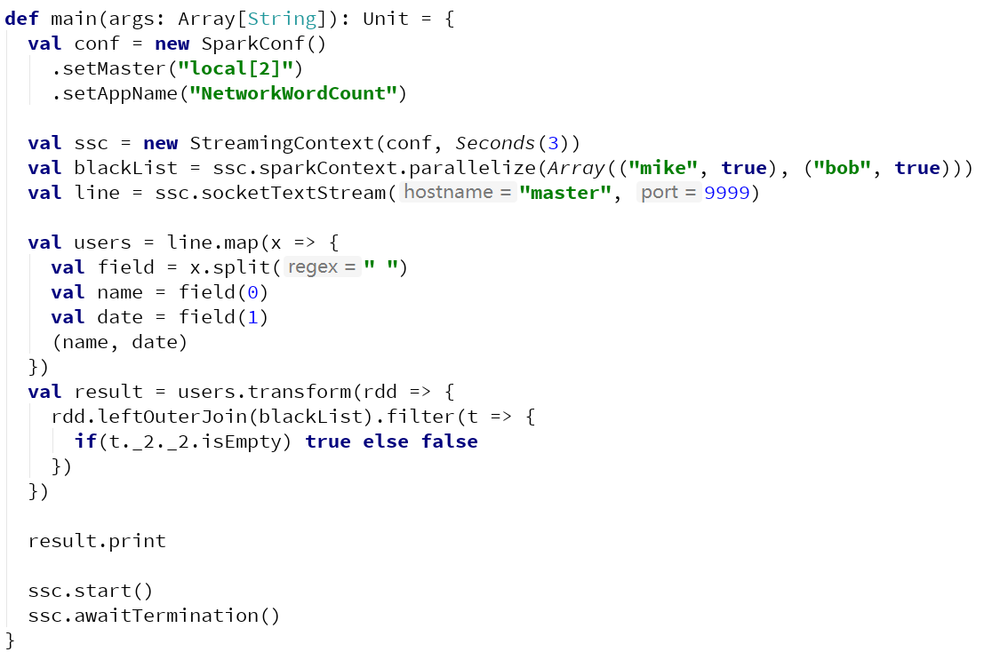 def main(args: Array[String]): Unit = {
  val conf = new SparkConf()
    .setMaster("local[2]")
    .setAppName("NetworkWordCount")

  val ssc = new StreamingContext(conf, Seconds(3))
  val blackList = ssc.sparkContext.parallelize(Array(("mike", true), ("bob", true)))
  val line = ssc.socketTextStream( hostname = "master", port = 9999)

  val users = line.map(x => {
    val field = x.split( regex = " ")
    val name = field(0)
    val date = field(1)
    (name, date)
  })
  val result = users.transform(rdd => {
    rdd.leftOuterJoin(blackList).filter(t => {
      if(t._2._2.isEmpty) true else false
    })
  })

  result.print

  ssc.start()
  ssc.awaitTermination()
}